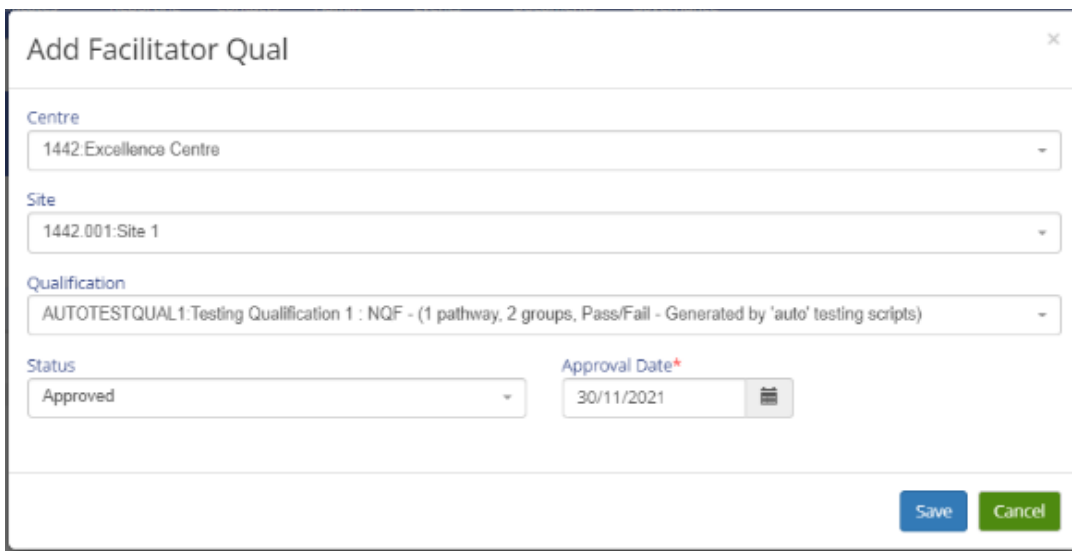 Add Facilitator Qual
×
Centre
1442:Excellence Centre
Site
1442.001:Site 1
Qualification
AUTOTESTQUAL1:Testing Qualification 1 : NQF - (1 pathway, 2 groups, Pass/Fail - Generated by 'auto' testing scripts)
Status
Approval Date*
Approved
30/11/2021
Save
Cancel